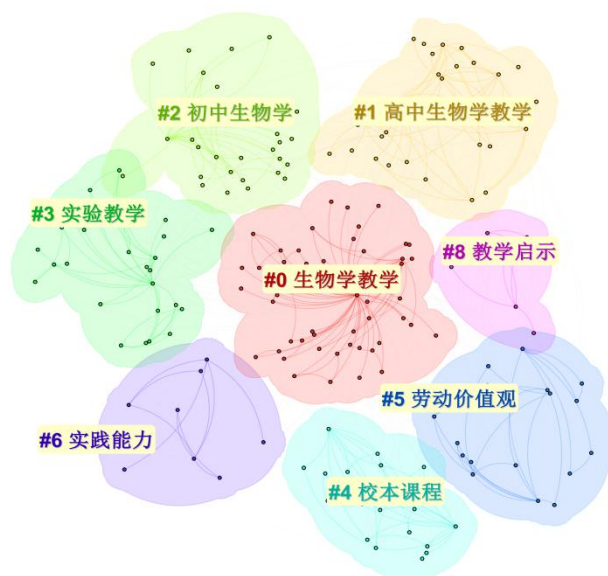 #2 初中生物学
#1 高中生物学教学
#3 实验教学
#8 教学启示
#0 生物学教学
#5 劳动价值观
#6 实践能力
#4 校本课程